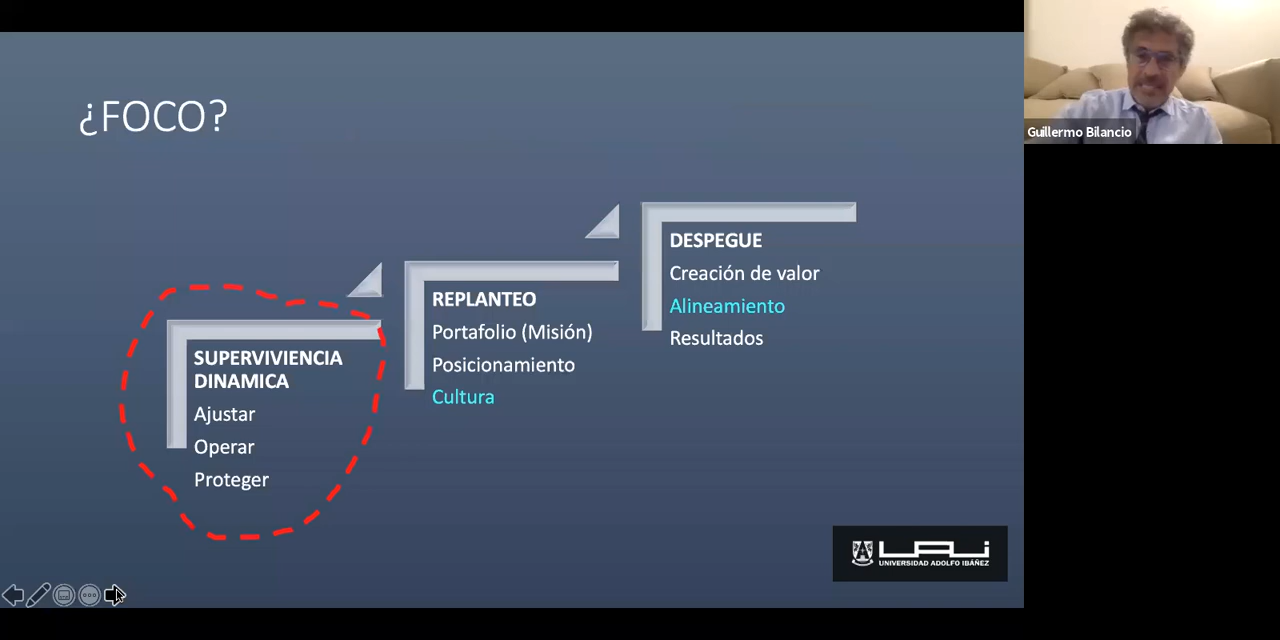 ¿FOCO?
SUPERVIVIENCIA
DINAMICA
Ajustar
Operar
Proteger
REPLANTEO
Portafolio (Misión)
Posicionamiento
Cultura
DESPEGUE
Creación de valor
Alineamiento
Resultados
UAI
UNIVERSIDAD ADOLFO IBÁÑEZ
Guillermo Bilancio